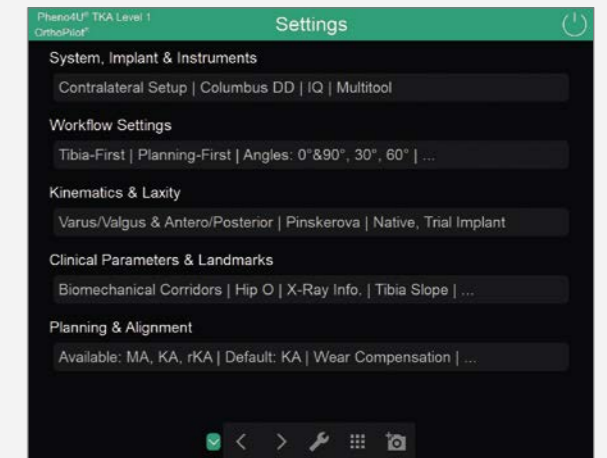 Pheno4U® TKA Level 1
OrthoPilot®
Settings
System, Implant & Instruments
Contralateral Setup | Columbus DD | IQ | Multitool
Workflow Settings
Tibia-First | Planning-First | Angles: 0°&90°, 30°, 60° | ...
Kinematics & Laxity
Varus/Valgus & Antero/Posterior | Pinskerova | Native, Trial Implant
Clinical Parameters & Landmarks
Biomechanical Corridors | Hip O | X-Ray Info. | Tibia Slope | ...
Planning & Alignment
Available: MA, KA, rKA | Default: KA | Wear Compensation | ...